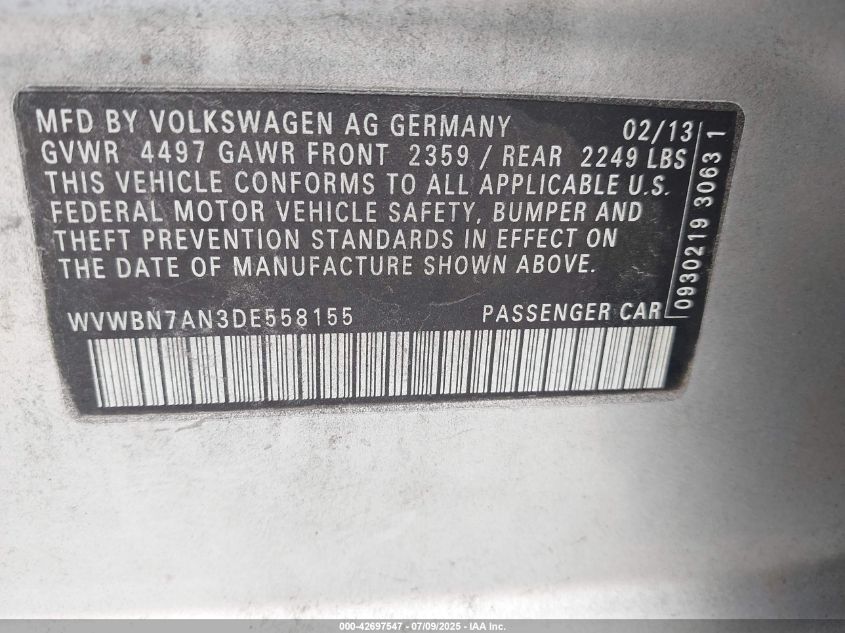 MFD BY VOLKSWAGEN AG GERMANY 02/13
GVWR 4497 GAWR FRONT 2359 / REAR 2249 LBS
THIS VEHICLE CONFORMS TO ALL APPLICABLE U.S.
FEDERAL MOTOR VEHICLE SAFETY, BUMPER AND
THEFT PREVENTION STANDARDS IN EFFECT ON
THE DATE OF MANUFACTURE SHOWN ABOVE.
WVWBN7AN3DE558155 PASSENGER CAR
0930219 3063 1
000-42697547 / 07/09/2025 - IAA Inc.